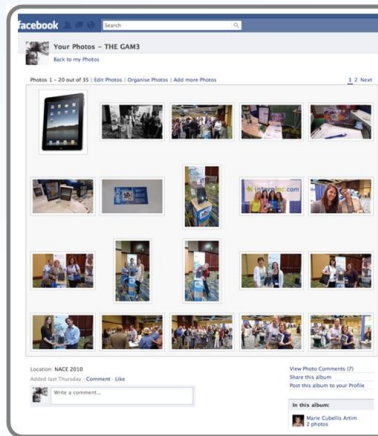 facebook
Search
Your Photos – THE GAM3
Back to my Photos
Photos 1 – 20 out of 35 | Edit Photos | Organise Photos | Add more Photos
1 2 Next
Location: NACE 2010
Added last Thursday · Comment · Like
Write a comment...
View Photo Comments (7)
Share this album
Post this album to your Profile
In this album:
Marie Cubellis Artim
2 photos